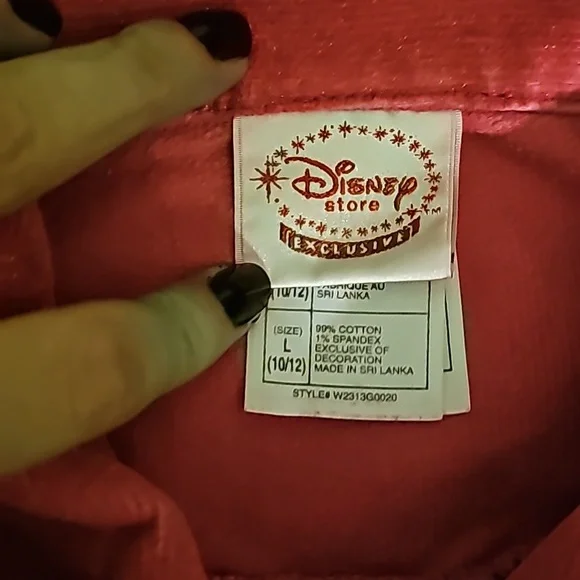 Disney
store
EXCLUSIVE
TM
(10/12)
FABRIQUE AU
SRI LANKA
(SIZE)
L
(10/12)
99% COTTON
1% SPANDEX
EXCLUSIVE OF
DECORATION
MADE IN SRI LANKA
STYLE# W2313G0020